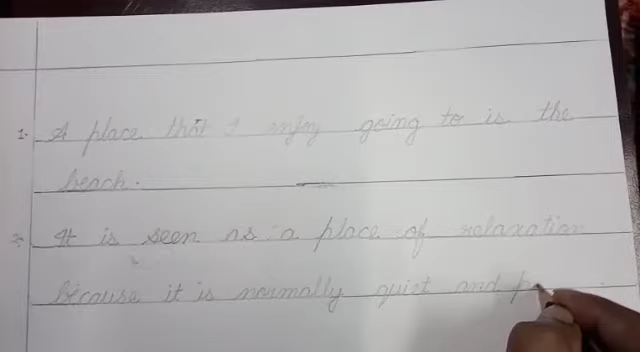 1. A place that I enjoy going to is the
beach.
2. It is seen as a place of relaxation
because it is normally quiet and p